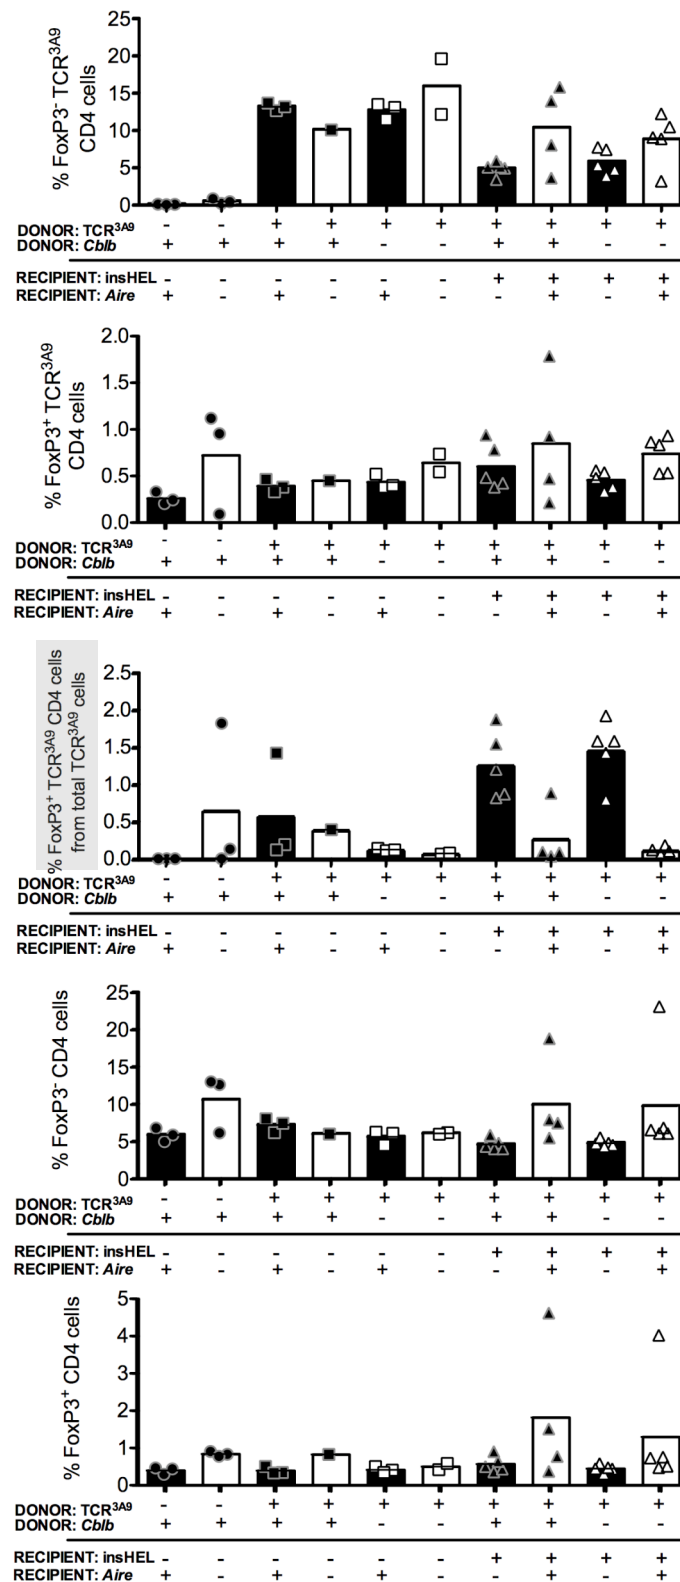 % FoxP3⁻ TCR³ᴬ⁹
CD4 cells
25
20
15
10
5
0
DONOR: TCR³ᴬ⁹ - - + + + + + + + +
DONOR: Cblb + + + + - - + + - -
RECIPIENT: insHEL - - - - - - + + + +
RECIPIENT: Aire + - + - + - - + - +
% FoxP3⁺ TCR³ᴬ⁹
CD4 cells
2.0
1.5
1.0
0.5
0.0
DONOR: TCR³ᴬ⁹ - - + + + + + + + +
DONOR: Cblb + + + + - - + + - -
RECIPIENT: insHEL - - - - - - + + + +
RECIPIENT: Aire + - + - + - - + - +
% FoxP3⁺ TCR³ᴬ⁹ CD4 cells
from total TCR³ᴬ⁹ cells
2.5
2.0
1.5
1.0
0.5
0.0
DONOR: TCR³ᴬ⁹ - - + + + + + + + +
DONOR: Cblb + + + + - - + + - -
RECIPIENT: insHEL - - - - - - + + + +
RECIPIENT: Aire + - + - + - - + - +
% FoxP3⁻ CD4 cells
25
20
15
10
5
0
DONOR: TCR³ᴬ⁹ - - + + + + + + + +
DONOR: Cblb + + + + - - + + - -
RECIPIENT: insHEL - - - - - - + + + +
RECIPIENT: Aire + - + - + - - + - +
% FoxP3⁺ CD4 cells
5
4
3
2
1
0
DONOR: TCR³ᴬ⁹ - - + + + + + + + +
DONOR: Cblb + + + + - - + + - -
RECIPIENT: insHEL - - - - - - + + + +
RECIPIENT: Aire + - + - + - - + - +